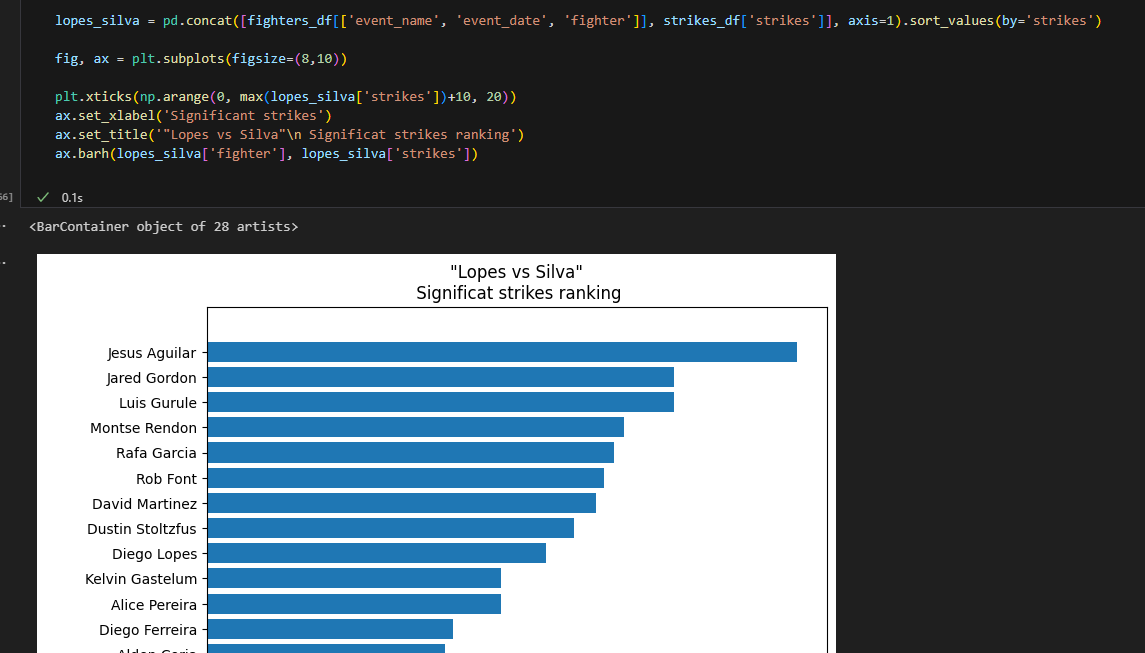 lopes_silva = pd.concat([fighters_df[['event_name', 'event_date', 'fighter']], strikes_df['strikes']], axis=1).sort_values(by='strikes')
fig, ax = plt.subplots(figsize=(8,10))
plt.xticks(np.arange(0, max(lopes_silva['strikes'])+10, 20))
ax.set_xlabel('Significant strikes')
ax.set_title('"Lopes vs Silva"\n Significat strikes ranking')
ax.barh(lopes_silva['fighter'], lopes_silva['strikes'])
0.1s
<BarContainer object of 28 artists>
"Lopes vs Silva"
Significat strikes ranking
Jesus Aguilar
Jared Gordon
Luis Gurule
Montse Rendon
Rafa Garcia
Rob Font
David Martinez
Dustin Stoltzfus
Diego Lopes
Kelvin Gastelum
Alice Pereira
Diego Ferreira